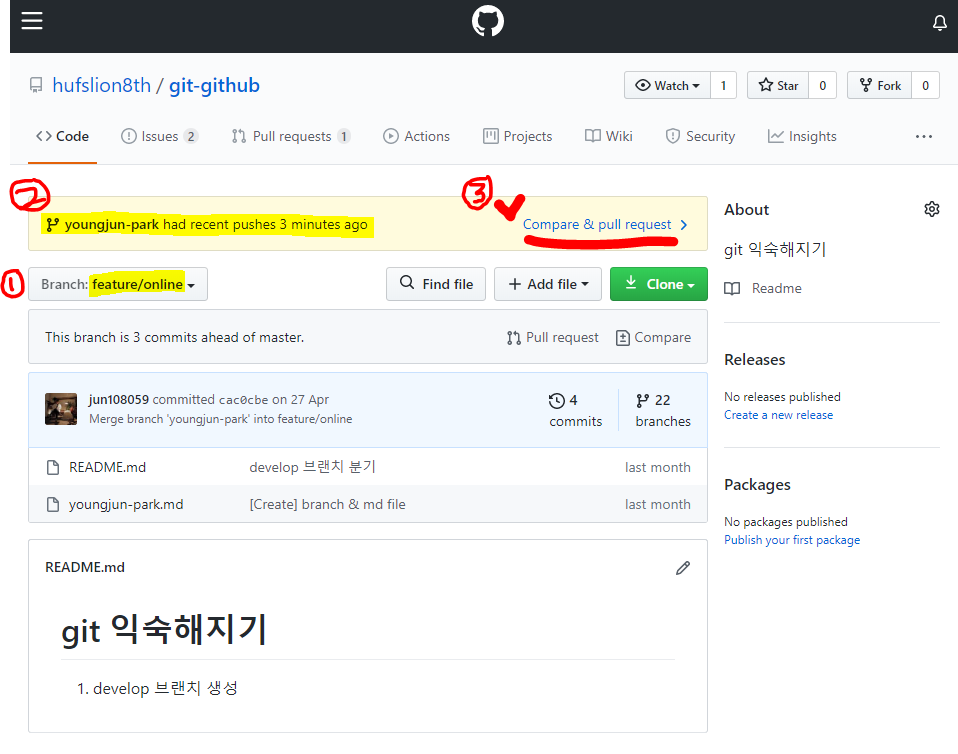 hufslion8th / git-github
Watch 1 Star 0 Fork 0
Code Issues 2 Pull requests 1 Actions Projects Wiki Security Insights ...
② ③
youngjun-park had recent pushes 3 minutes ago Compare & pull request
① Branch: feature/online Find file Add file Clone
This branch is 3 commits ahead of master. Pull request Compare
jun108059 committed cac0cbe on 27 Apr
Merge branch 'youngjun-park' into feature/online
4 commits
22 branches
README.md develop 브랜치 분기 last month
youngjun-park.md [Create] branch & md file last month
README.md
git 익숙해지기
1. develop 브랜치 생성
About
git 익숙해지기
Readme
Releases
No releases published
Create a new release
Packages
No packages published
Publish your first package